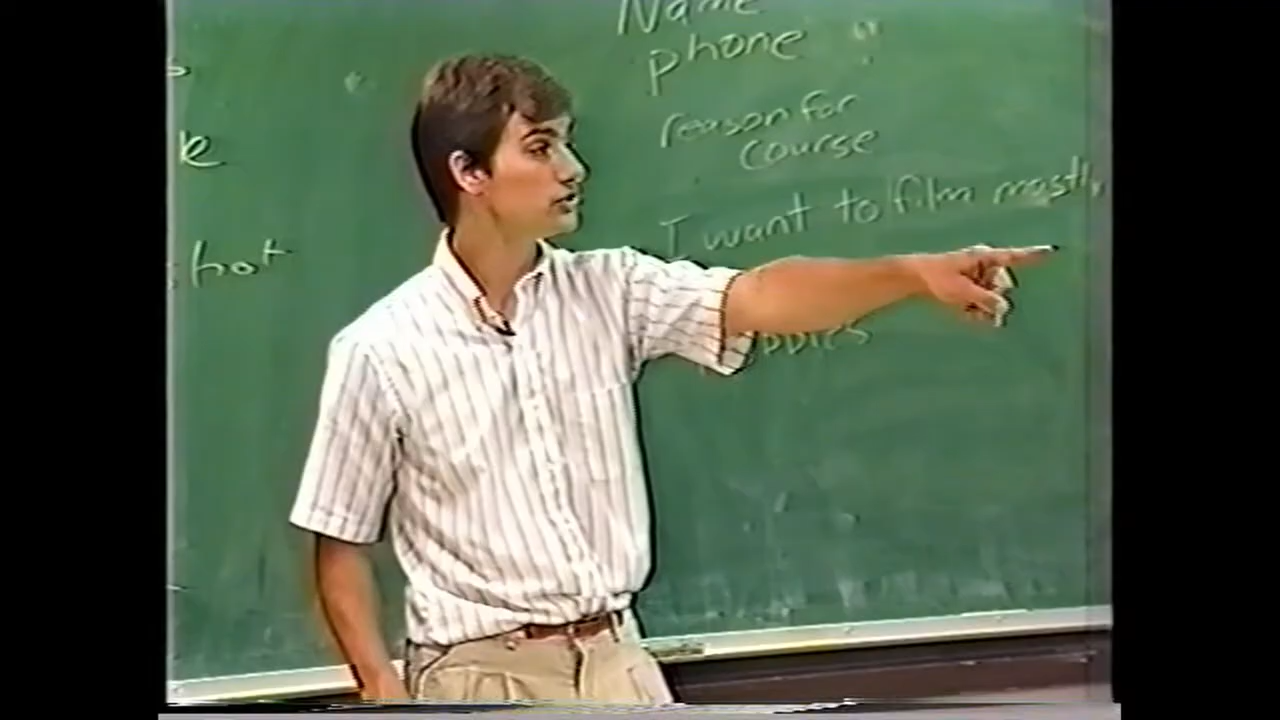 Name
phone
reason for
course
I want to film mostly
hot